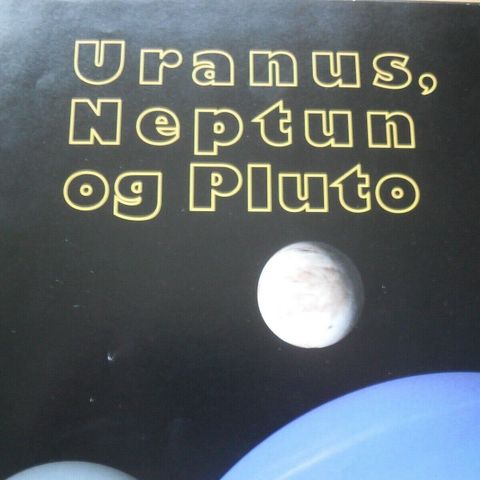 Uranus,
Neptun
og Pluto